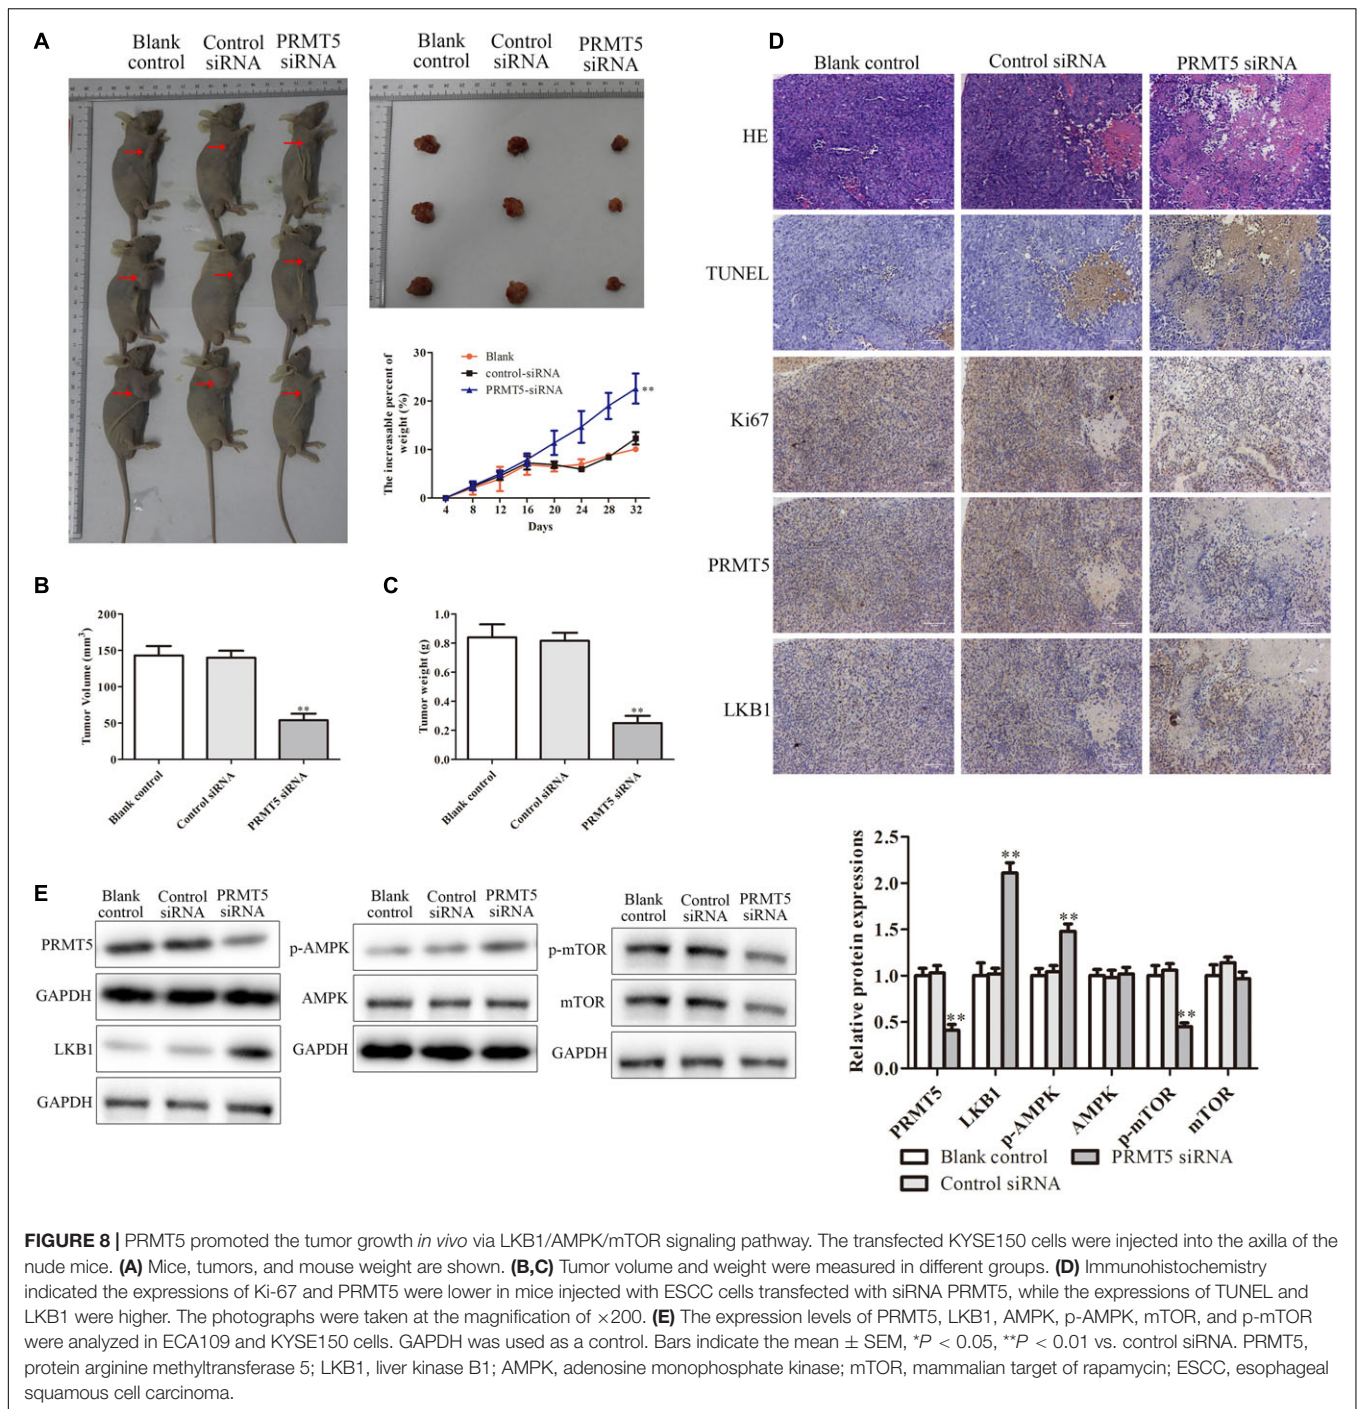 A
Blank
control
Control
siRNA
PRMT5
siRNA
Blank
control
Control
siRNA
PRMT5
siRNA
The increasable percent of
weight (%)
30
20
10
0
Blank
control-siRNA
PRMT5-siRNA
**
4 8 12 16 20 24 28 32
Days
B
Tumor Volume (mm3)
200
150
100
50
0
**
Blank control
Control siRNA
PRMT5 siRNA
C
Tumor weight (g)
1.0
0.8
0.6
0.4
0.2
0.0
**
Blank control
Control siRNA
PRMT5 siRNA
D
Blank control Control siRNA PRMT5 siRNA
HE
TUNEL
Ki67
PRMT5
LKB1
E
Blank
control
Control
siRNA
PRMT5
siRNA
PRMT5
GAPDH
LKB1
GAPDH
Blank
control
Control
siRNA
PRMT5
siRNA
p-AMPK
AMPK
GAPDH
Blank
control
Control
siRNA
PRMT5
siRNA
p-mTOR
mTOR
GAPDH
Relative protein expressions
2.5
2.0
1.5
1.0
0.5
0.0
**
**
**
**
PRMT5
LKB1
p-AMPK
AMPK
p-mTOR
mTOR
Blank control
PRMT5 siRNA
Control siRNA
FIGURE 8 | PRMT5 promoted the tumor growth in vivo via LKB1/AMPK/mTOR signaling pathway. The transfected KYSE150 cells were injected into the axilla of the
nude mice. (A) Mice, tumors, and mouse weight are shown. (B,C) Tumor volume and weight were measured in different groups. (D) Immunohistochemistry
indicated the expressions of Ki-67 and PRMT5 were lower in mice injected with ESCC cells transfected with siRNA PRMT5, while the expressions of TUNEL and
LKB1 were higher. The photographs were taken at the magnification of ×200. (E) The expression levels of PRMT5, LKB1, AMPK, p-AMPK, mTOR, and p-mTOR
were analyzed in ECA109 and KYSE150 cells. GAPDH was used as a control. Bars indicate the mean ± SEM, *P < 0.05, **P < 0.01 vs. control siRNA. PRMT5,
protein arginine methyltransferase 5; LKB1, liver kinase B1; AMPK, adenosine monophosphate kinase; mTOR, mammalian target of rapamycin; ESCC, esophageal
squamous cell carcinoma.